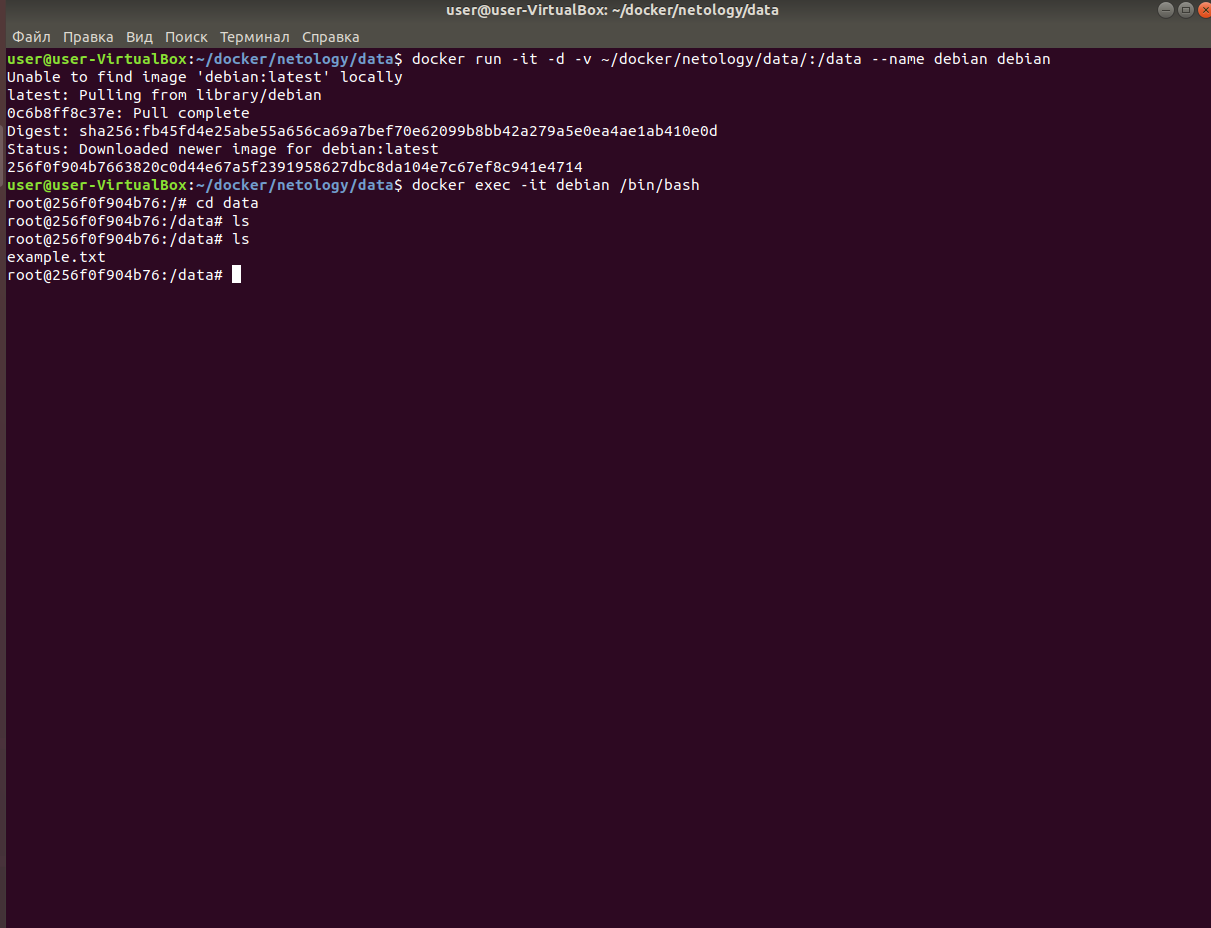 user@user-VirtualBox: ~/docker/netology/data
Файл Правка Вид Поиск Терминал Справка
user@user-VirtualBox:~/docker/netology/data$ docker run -it -d -v ~/docker/netology/data/:/data --name debian debian
Unable to find image 'debian:latest' locally
latest: Pulling from library/debian
0c6b8ff8c37e: Pull complete
Digest: sha256:fb45fd4e25abe55a656ca69a7bef70e62099b8bb42a279a5e0ea4ae1ab410e0d
Status: Downloaded newer image for debian:latest
256f0f904b7663820c0d44e67a5f2391958627dbc8da104e7c67ef8c941e4714
user@user-VirtualBox:~/docker/netology/data$ docker exec -it debian /bin/bash
root@256f0f904b76:/# cd data
root@256f0f904b76:/data# ls
root@256f0f904b76:/data# ls
example.txt
root@256f0f904b76:/data#